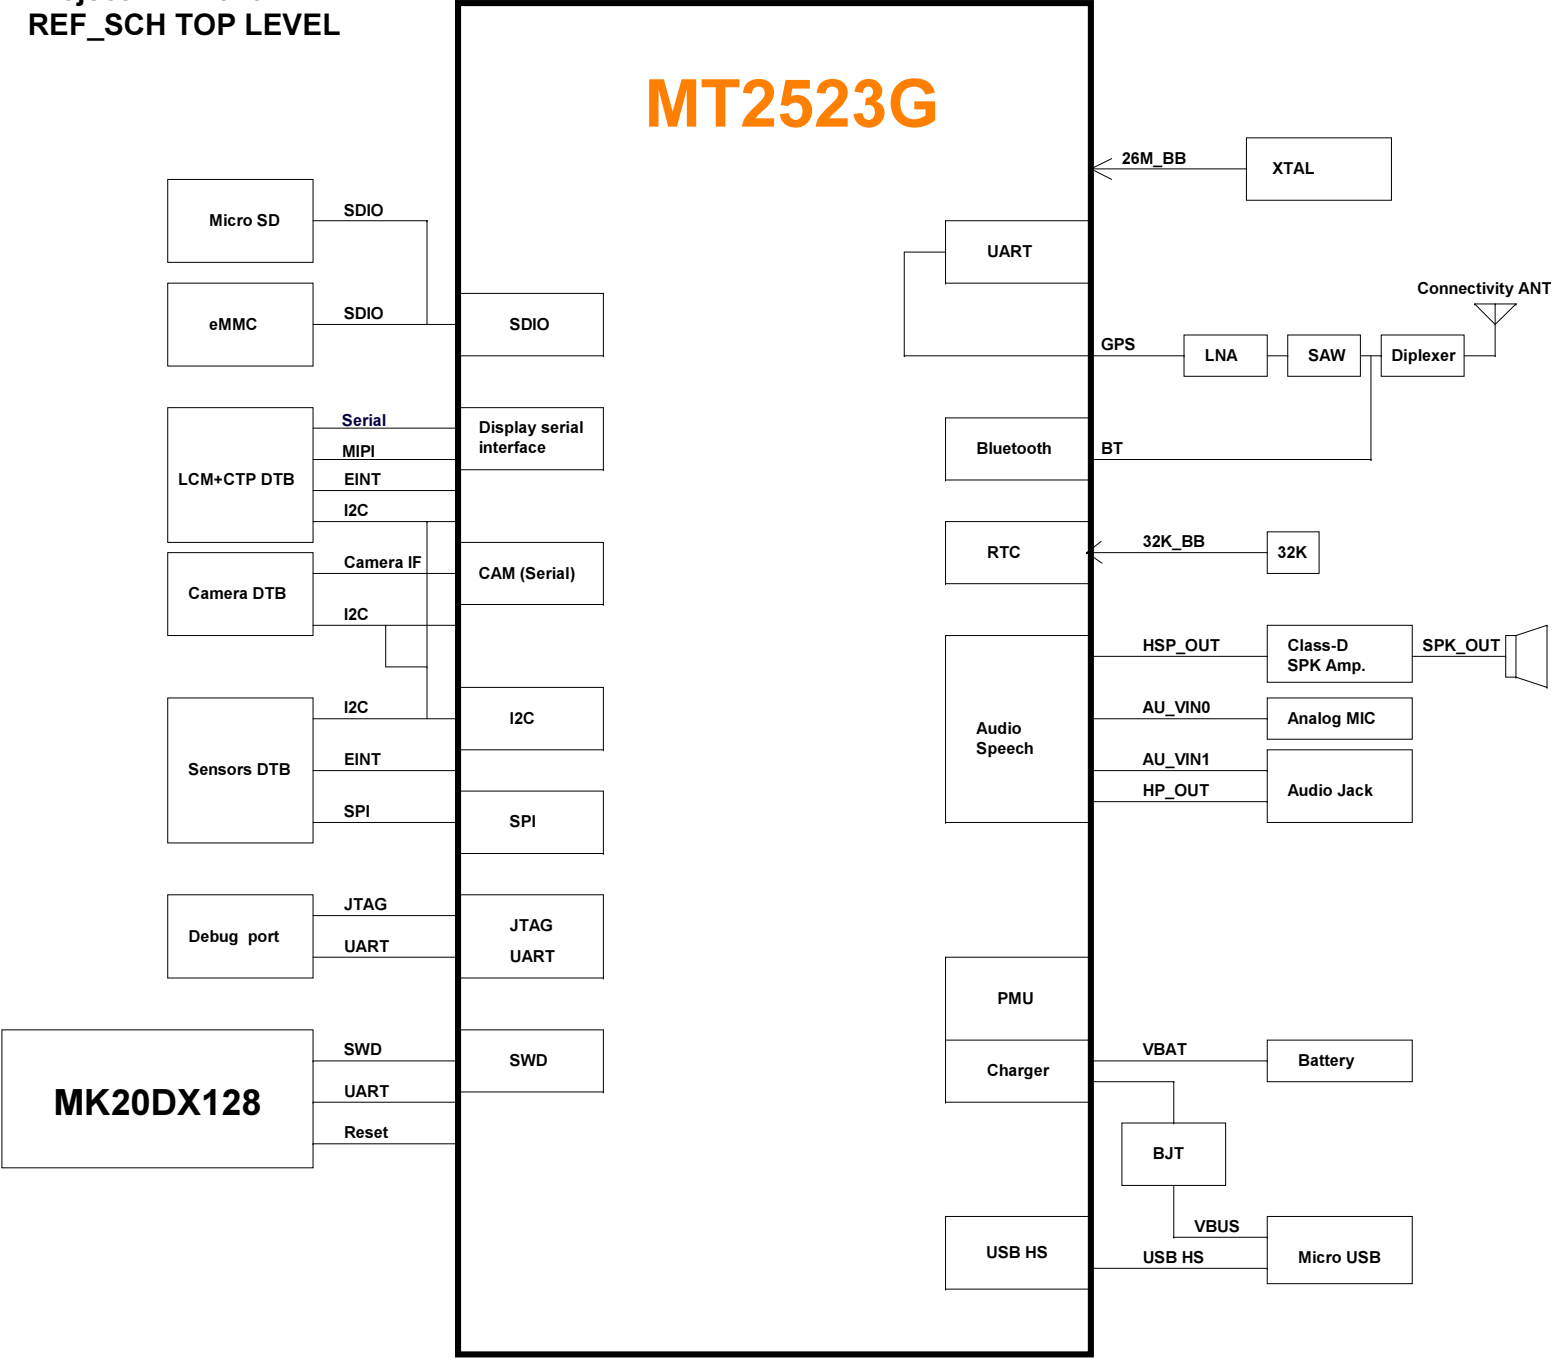 REF_SCH TOP LEVEL
MT2523G
26M_BB
XTAL
Micro SD
SDIO
UART
Connectivity ANT
eMMC
SDIO
SDIO
GPS
LNA
SAW
Diplexer
LCM+CTP DTB
Serial
MIPI
EINT
I2C
Display serial
interface
Bluetooth
BT
Camera DTB
Camera IF
I2C
CAM (Serial)
RTC
32K_BB
32K
Sensors DTB
I2C
EINT
SPI
I2C
SPI
Audio
Speech
HSP_OUT
Class-D
SPK Amp.
SPK_OUT
AU_VIN0
Analog MIC
AU_VIN1
HP_OUT
Audio Jack
Debug port
JTAG
UART
JTAG
UART
PMU
Charger
VBAT
Battery
MK20DX128
SWD
UART
Reset
SWD
BJT
VBUS
USB HS
USB HS
Micro USB